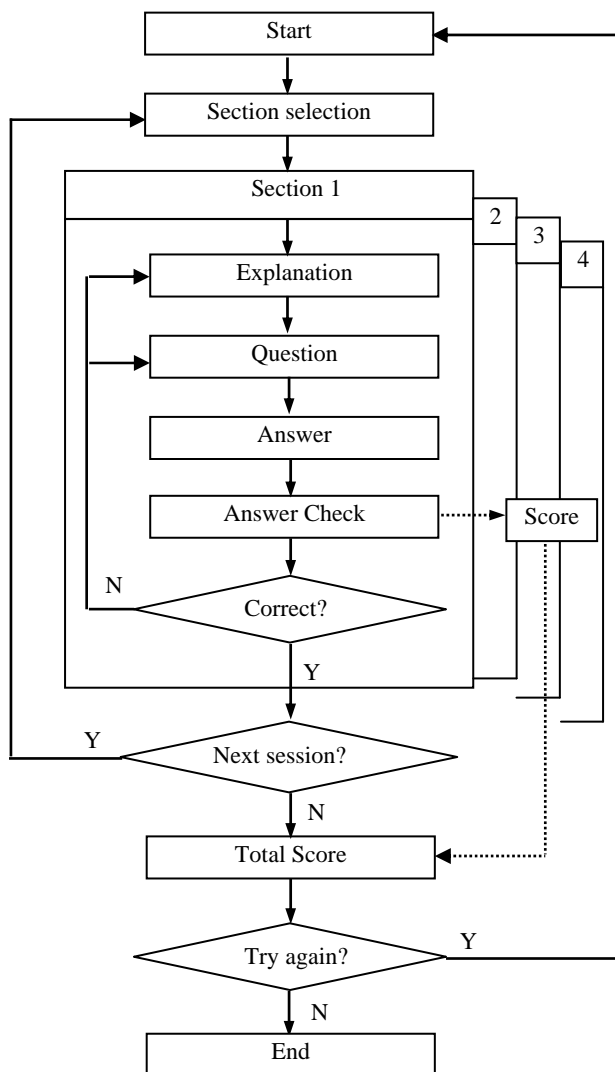 Start
Section selection
Section 1
2
3
4
Explanation
Question
Answer
Answer Check
Score
N
Correct?
Y
Y
Next session?
N
Total Score
Try again?
Y
N
End